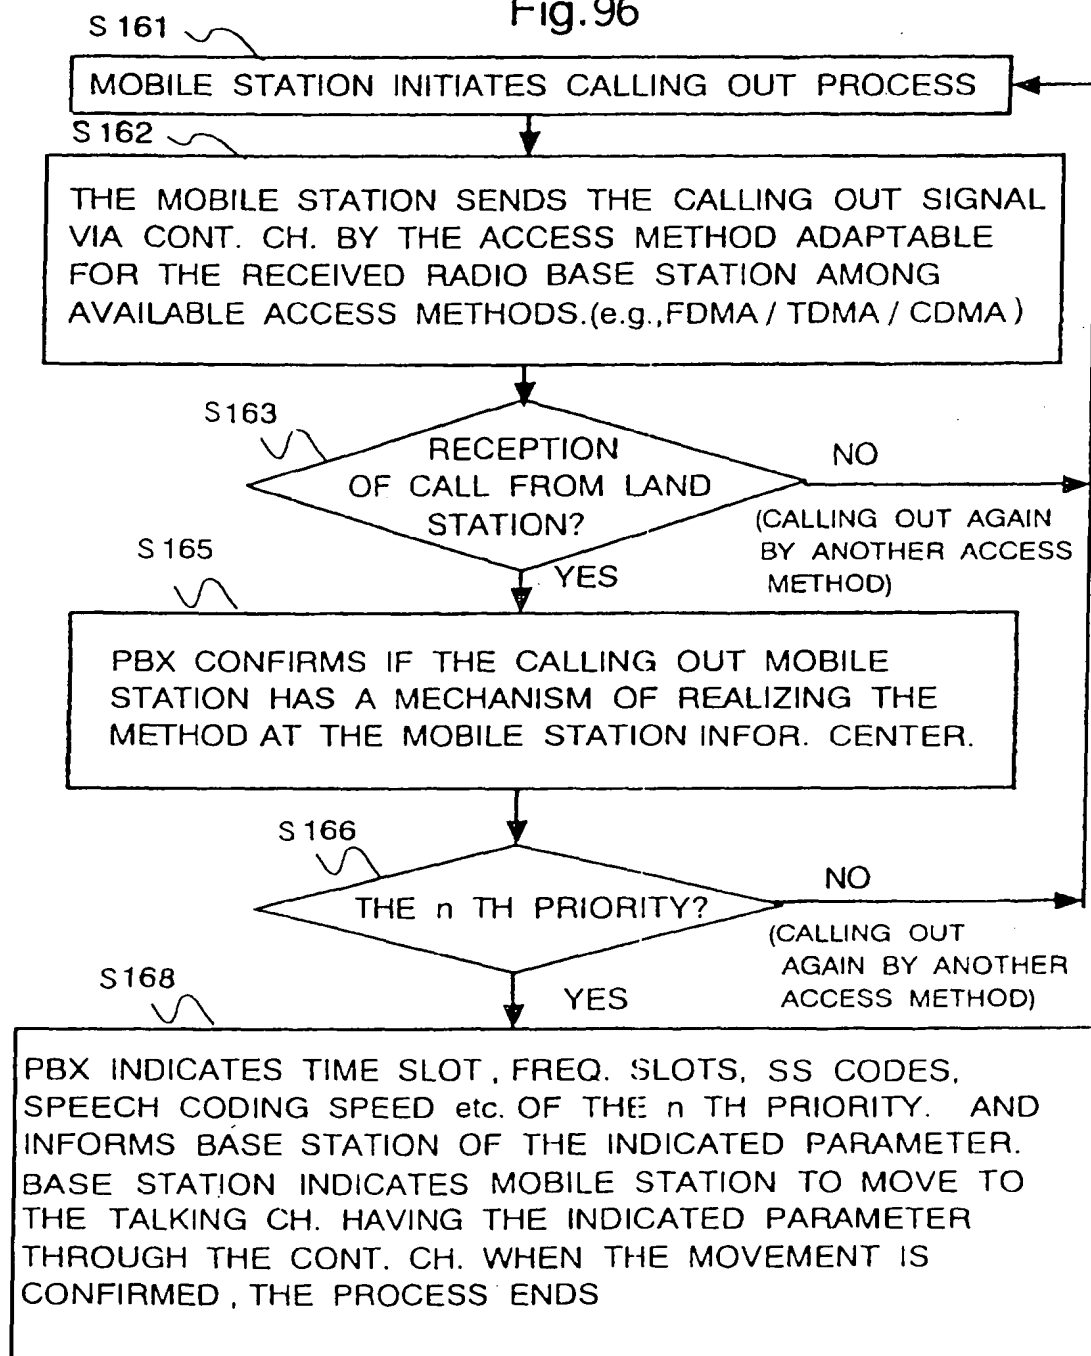 Fig.96
S161
MOBILE STATION INITIATES CALLING OUT PROCESS
S162
THE MOBILE STATION SENDS THE CALLING OUT SIGNAL
VIA CONT. CH. BY THE ACCESS METHOD ADAPTABLE
FOR THE RECEIVED RADIO BASE STATION AMONG
AVAILABLE ACCESS METHODS.(e.g.,FDMA / TDMA / CDMA )
S163
RECEPTION
OF CALL FROM LAND
STATION?
NO
(CALLING OUT AGAIN
BY ANOTHER ACCESS
METHOD)
YES
S165
PBX CONFIRMS IF THE CALLING OUT MOBILE
STATION HAS A MECHANISM OF REALIZING THE
METHOD AT THE MOBILE STATION INFOR. CENTER.
S166
THE n TH PRIORITY?
NO
(CALLING OUT
AGAIN BY ANOTHER
ACCESS METHOD)
YES
S168
PBX INDICATES TIME SLOT, FREQ. SLOTS, SS CODES,
SPEECH CODING SPEED etc. OF THE n TH PRIORITY. AND
INFORMS BASE STATION OF THE INDICATED PARAMETER.
BASE STATION INDICATES MOBILE STATION TO MOVE TO
THE TALKING CH. HAVING THE INDICATED PARAMETER
THROUGH THE CONT. CH. WHEN THE MOVEMENT IS
CONFIRMED, THE PROCESS ENDS